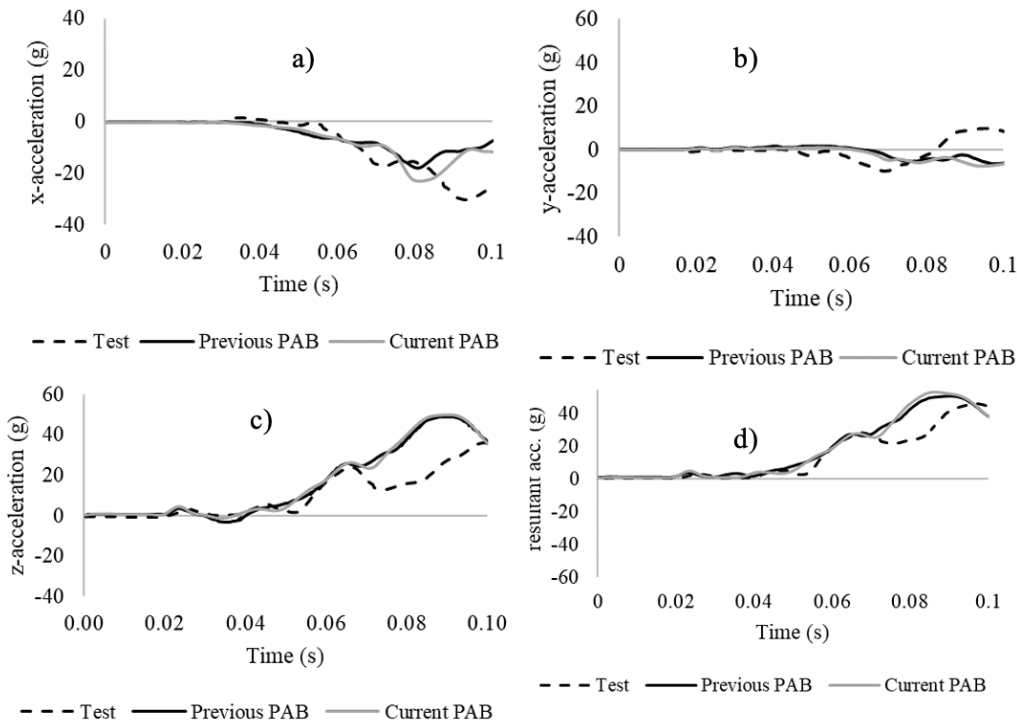 a)
x-acceleration (g)
40
20
0
-20
-40
0 0.02 0.04 0.06 0.08 0.1
Time (s)
Test Previous PAB Current PAB
b)
y-acceleration (g)
60
40
20
0
-20
-40
0 0.02 0.04 0.06 0.08 0.1
Time (s)
Test Previous PAB Current PAB
c)
z-acceleration (g)
60
40
20
0
-20
-40
0.00 0.02 0.04 0.06 0.08 0.10
Time (s)
Test Previous PAB Current PAB
d)
resultant acc. (g)
40
20
0
-20
-40
-60
0 0.02 0.04 0.06 0.08 0.1
Time (s)
Test Previous PAB Current PAB